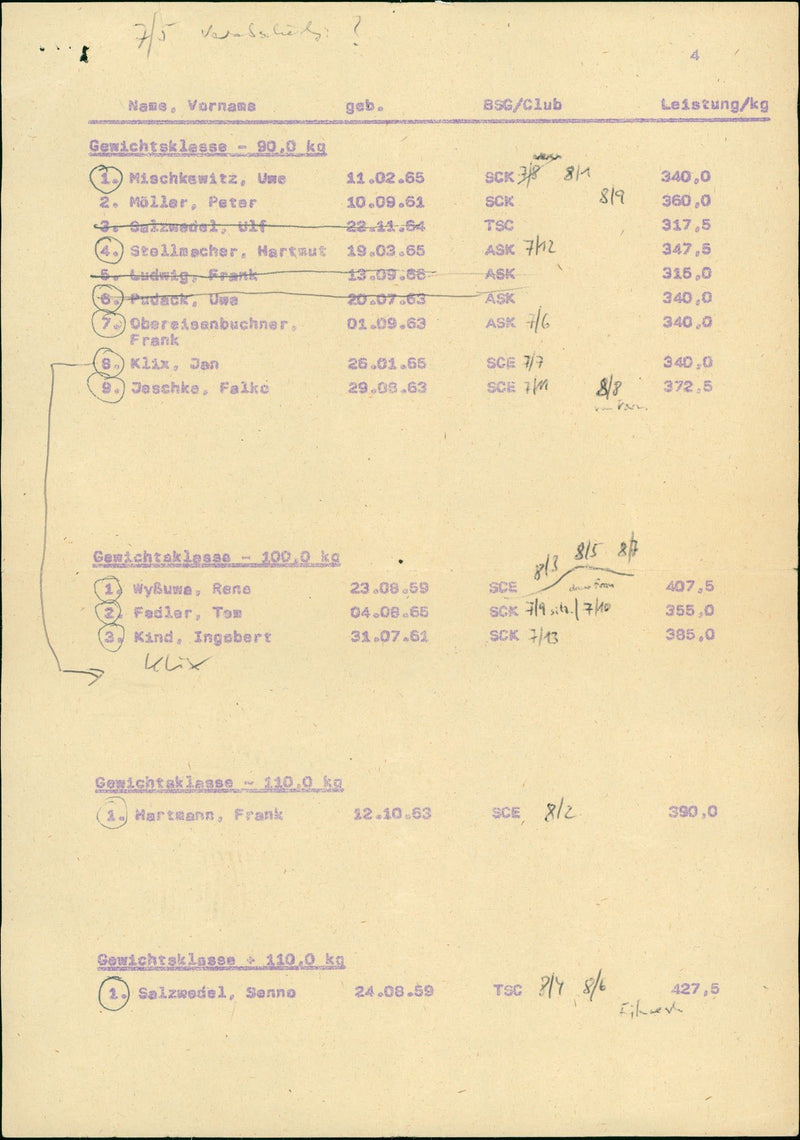 7/5 ?
4
Name, Vorname geb. BSG/Club Leistung/kg
Gewichtsklasse - 90,0 kg
1. Mischkewitz, Uwe 11.02.65 SCK 7/8 8/1 340,0
2. Möller, Peter 10.09.61 SCK 8/9 360,0
3. Salzwedel, Ulf 22.11.64 TSC 317,5
4. Stellmacher, Hartmut 19.03.65 ASK 7/12 347,5
5. Ludwig, Frank 13.09.66 ASK 315,0
6. Pudack, Uwe 20.07.63 ASK 340,0
7. Obereisenbuchner, 01.09.63 ASK 7/6 340,0
Frank
8. Klix, Jan 26.01.65 SCE 7/7 340,0
9. Jeschke, Falko 29.08.63 SCE 7/11 8/8 372,5
Gewichtsklasse - 100,0 kg
8/3 8/5 8/7
1. Wyßuwa, Rene 23.08.59 SCE 407,5
2. Fedler, Tom 04.08.65 SCK 7/9 / 7/10 355,0
3. Kind, Ingobert 31.07.61 SCK 7/13 385,0
Klix
Gewichtsklasse - 110,0 kg
1. Hartmann, Frank 12.10.63 SCE 8/2 390,0
Gewichtsklasse + 110,0 kg
1. Salzwedel, Senno 24.08.59 TSC 8/4 8/6 427,5